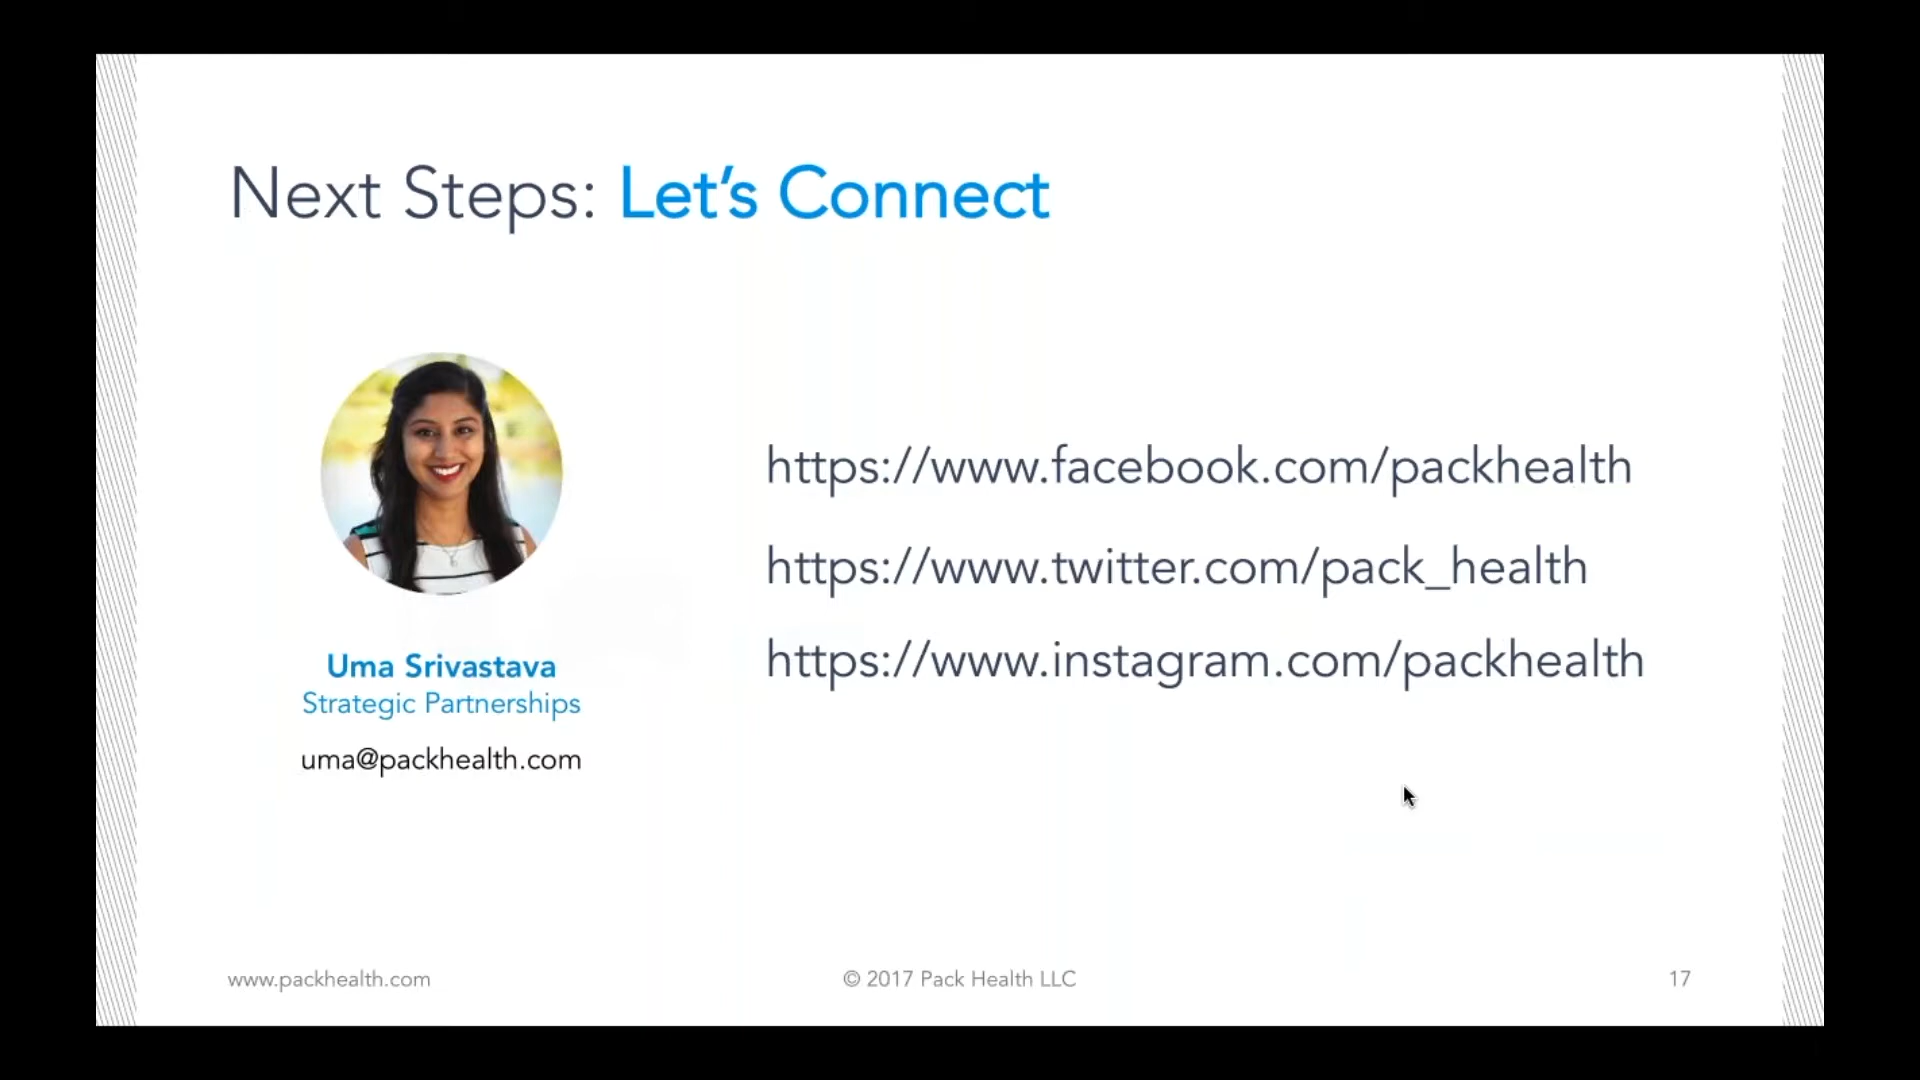 Next Steps: Let’s Connect
https://www.facebook.com/packhealth
https://www.twitter.com/pack_health
https://www.instagram.com/packhealth
Uma Srivastava
Strategic Partnerships
uma@packhealth.com
www.packhealth.com
© 2017 Pack Health LLC
17